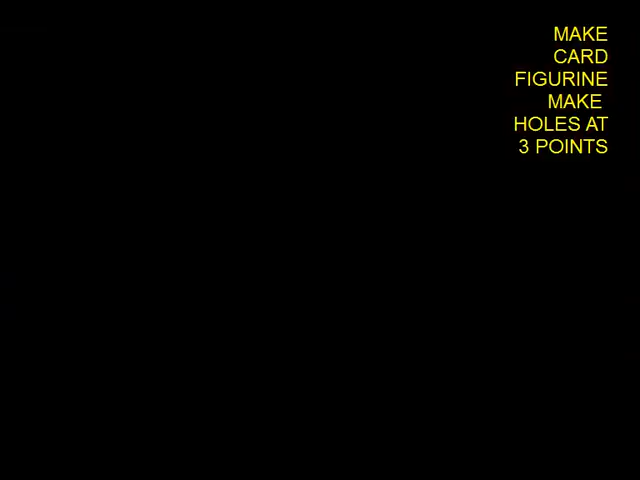 MAKE
CARD
FIGURINE
MAKE
HOLES AT
3 POINTS